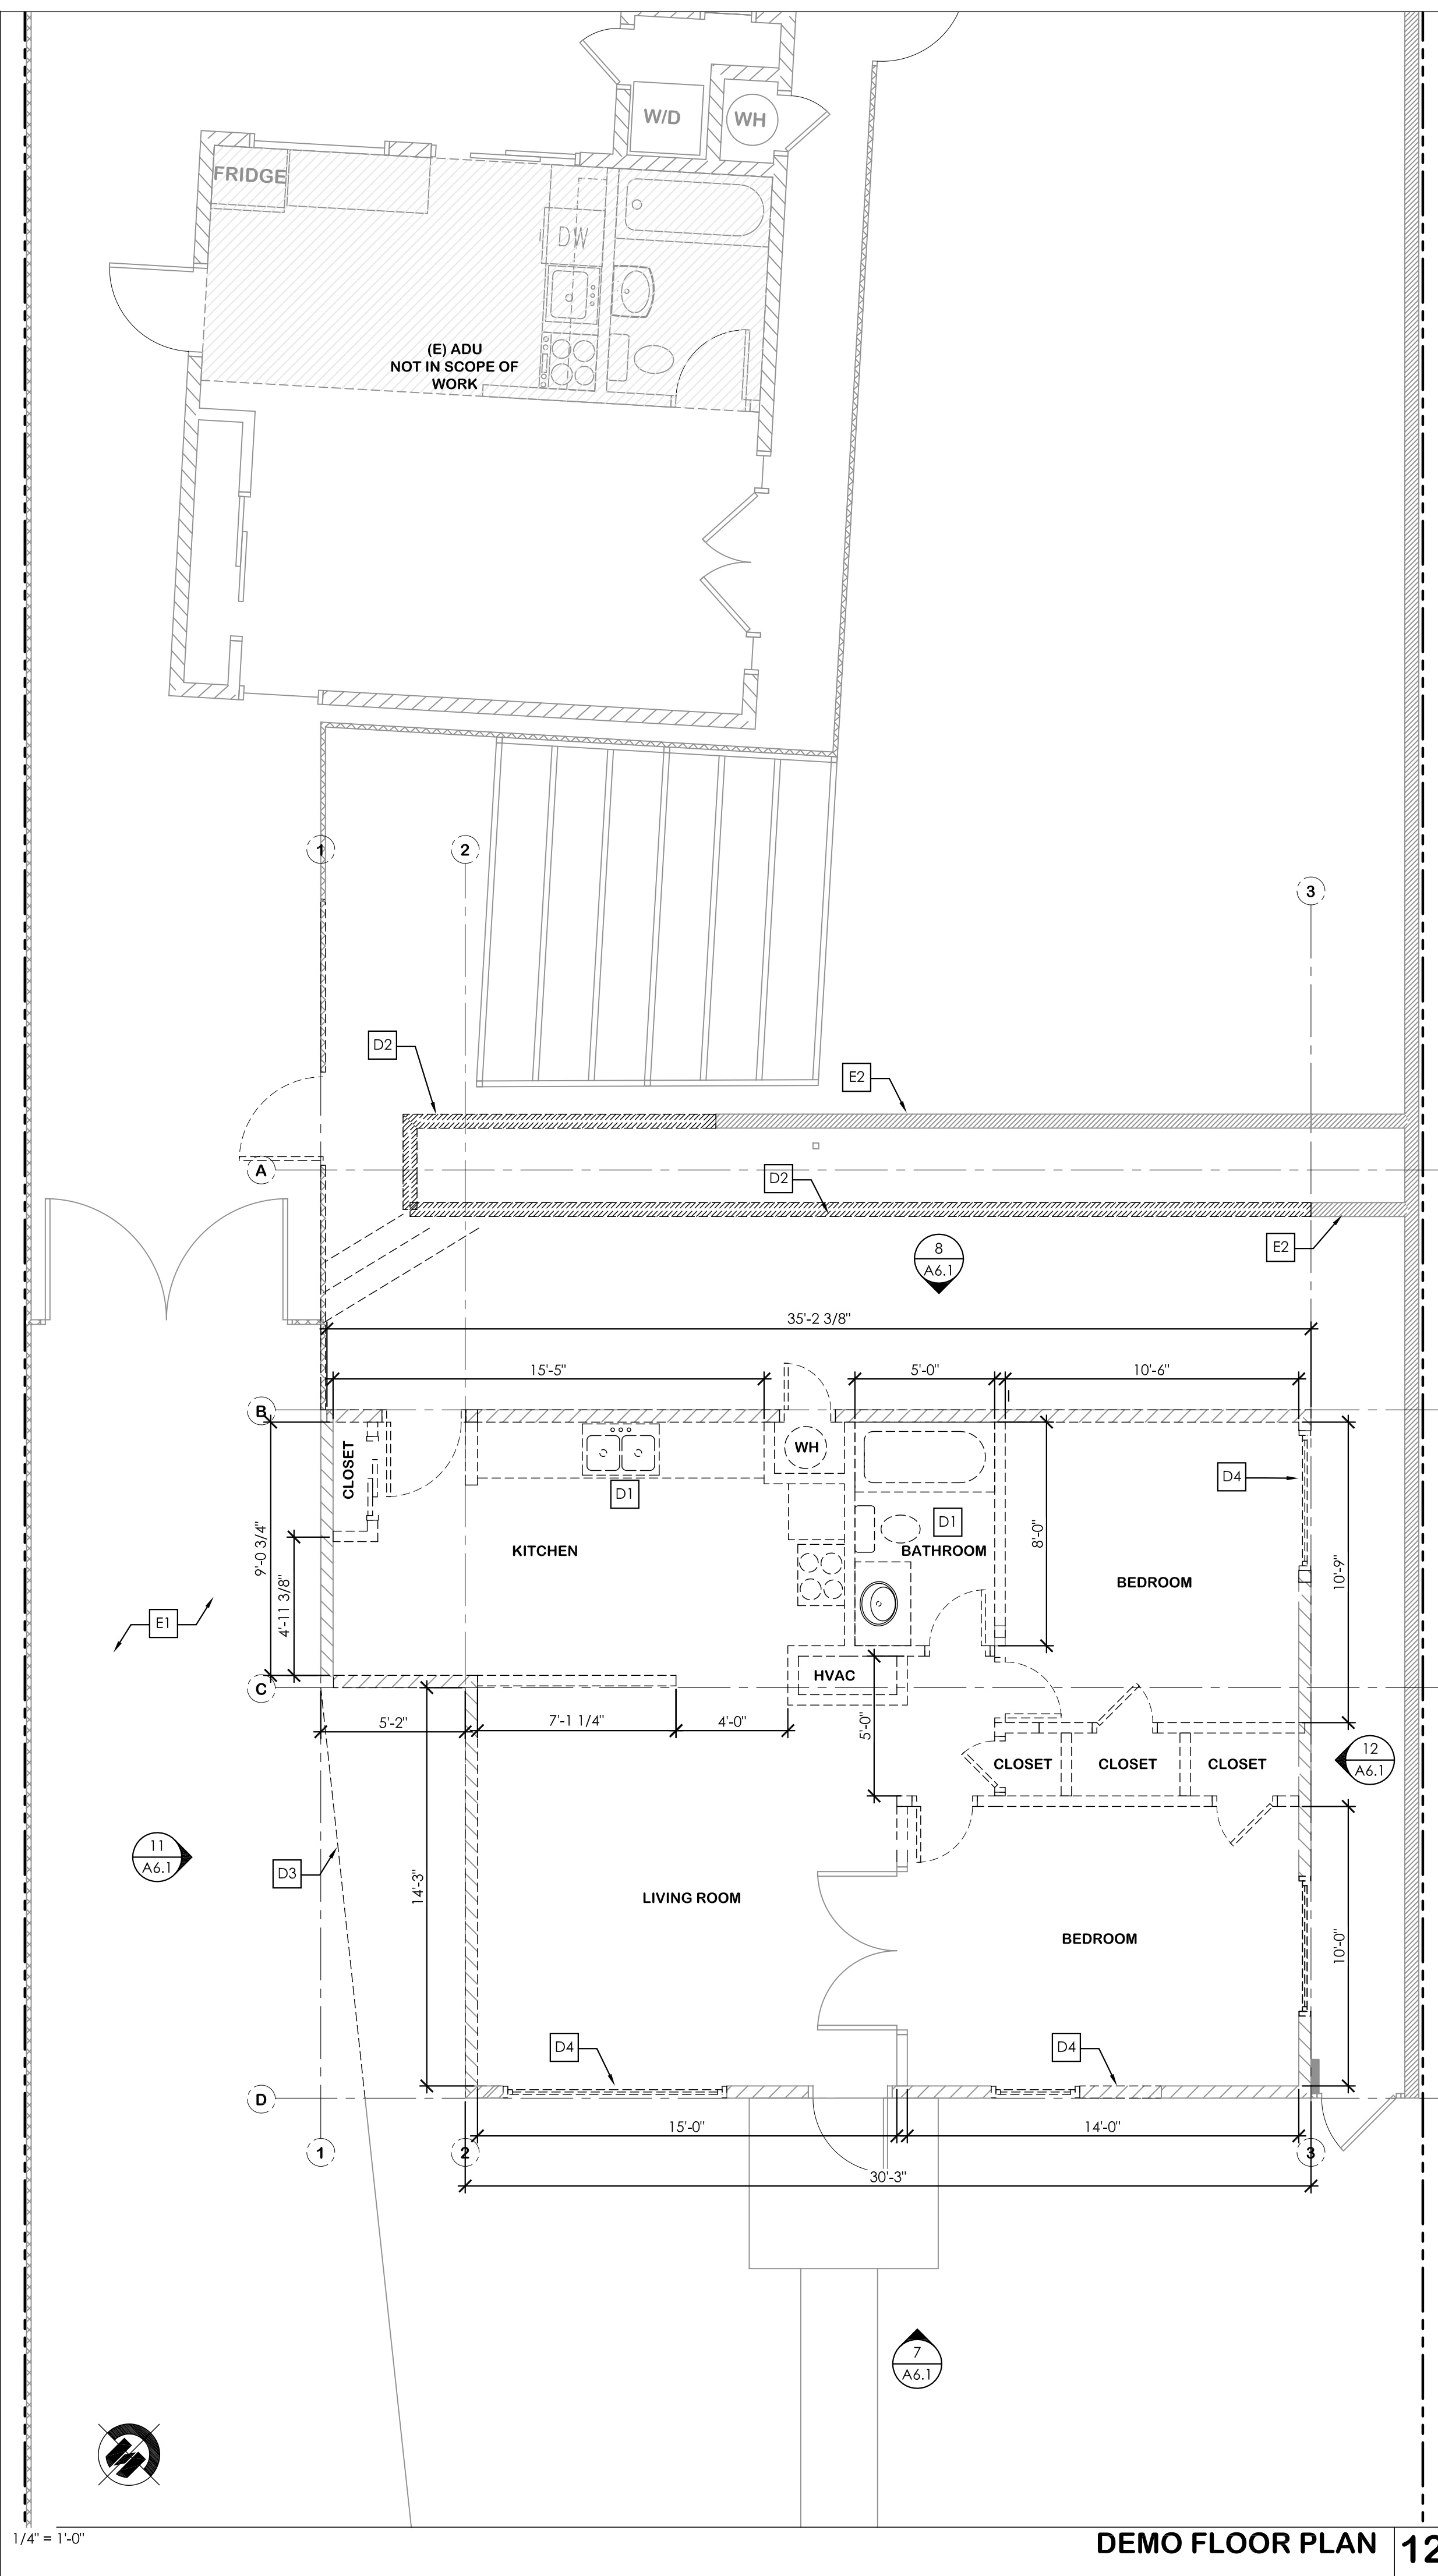 W/D
WH
FRIDGE
DW
(E) ADU
NOT IN SCOPE OF
WORK
1
2
3
D2
E2
A
D2
8
A6.1
E2
35'-2 3/8"
15'-5"
5'-0"
10'-6"
B
CLOSET
WH
D1
D1
D4
9'-0 3/4"
4'-11 3/8"
KITCHEN
BATHROOM
8'-0"
BEDROOM
10'-9"
E1
HVAC
C
5'-2"
7'-1 1/4"
4'-0"
5'-0"
CLOSET
CLOSET
CLOSET
12
A6.1
11
A6.1
D3
14'-3"
LIVING ROOM
BEDROOM
10'-0"
D4
D4
D
15'-0"
14'-0"
1
2
3
30'-3"
7
A6.1
1/4" = 1'-0"
DEMO FLOOR PLAN
12